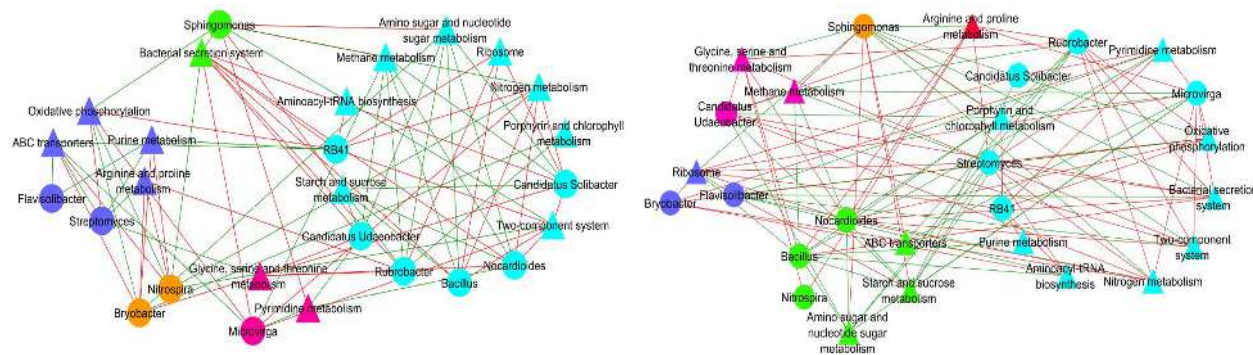 Sphingomonas
Amino sugar and nucleotide
sugar metabolism
Bacterial secretion system
Methane metabolism
Ribosome
Nitrogen metabolism
Oxidative phosphorylation
Aminoacyl-tRNA biosynthesis
ABC transporters
Purine metabolism
Porphyrin and chlorophyll
metabolism
RB41
Arginine and proline
metabolism
Starch and sucrose
metabolism
Candidatus Solibacter
Flavisolibacter
Streptomyces
Two-component system
Candidatus Udaeobacter
Nocardioides
Glycine, serine and threonine
metabolism
Rubrobacter
Bacillus
Nitrospira
Bryobacter
Pyrimidine metabolism
Microvirga
Sphingomonas
Arginine and proline
metabolism
Rubrobacter
Pyrimidine metabolism
Glycine, serine and
threonine metabolism
Candidatus Solibacter
Methane metabolism
Microvirga
Candidatus
Udaeobacter
Porphyrin and
chlorophyll metabolism
Oxidative
phosphorylation
Streptomyces
Ribosome
Bryobacter
Flavisolibacter
Bacterial secretion
system
RB41
Nocardioides
ABC transporters
Purine metabolism
Two-component
system
Bacillus
Aminoacyl-tRNA
biosynthesis
Nitrogen metabolism
Starch and sucrose
metabolism
Nitrospira
Amino sugar and
nucleotide sugar
metabolism